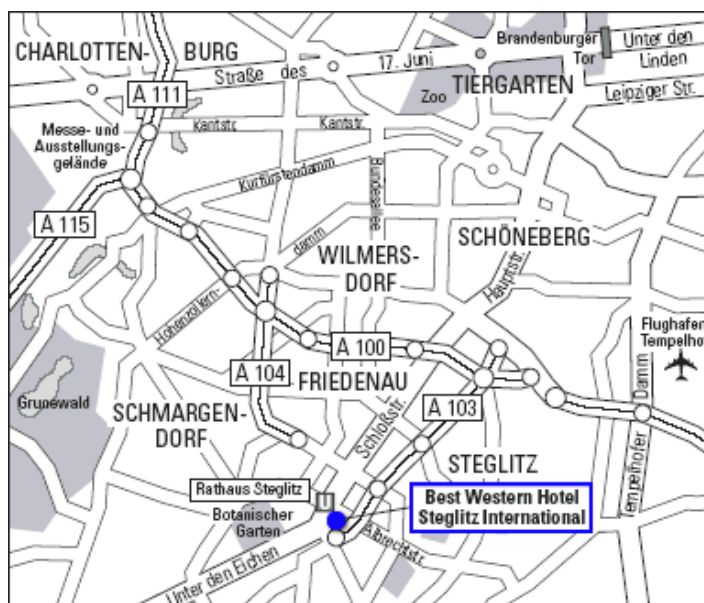 CHARLOTTEN-
BURG
Straße des
17. Juni
Brandenburger
Tor
Unter den
Linden
Leipziger Str.
TIERGARTEN
Zoo
A 111
Kantstr.
Kantstr.
Messe- und
Ausstellungs-
gelände
Kurfürstendamm
Bundesallee
A 115
damm
WILMERS-
DORF
SCHÖNEBERG
Hauptstr.
Hohenzollern-
A 100
Flughafen
Tempelhof
A 104
FRIEDENAU
Grunewald
SCHMARGEN-
DORF
Schloßstr.
A 103
Tempelhofer
Damm
STEGLITZ
Rathaus Steglitz
Botanischer
Garten
Best Western Hotel
Steglitz International
Albrechtstr.
Unter den Eichen